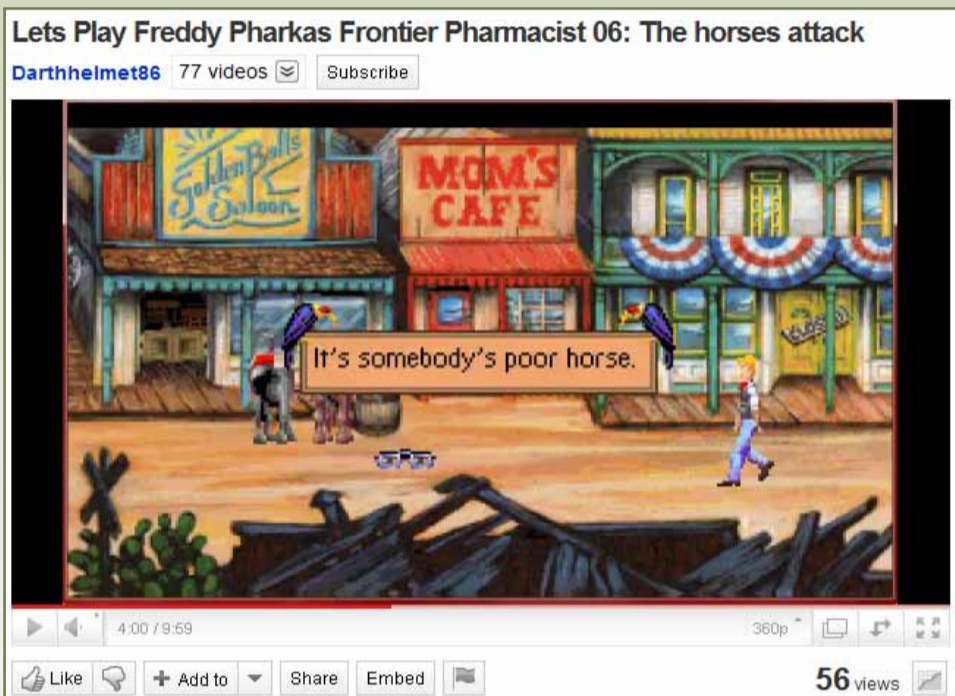 Lets Play Freddy Pharkas Frontier Pharmacist 06: The horses attack
Darthhelmet86 77 videos Subscribe
Golden Balls
Saloon
MOM'S
CAFE
CLOSED
It's somebody's poor horse.
4:00 / 9:59 360p
Like Add to Share Embed 56 views